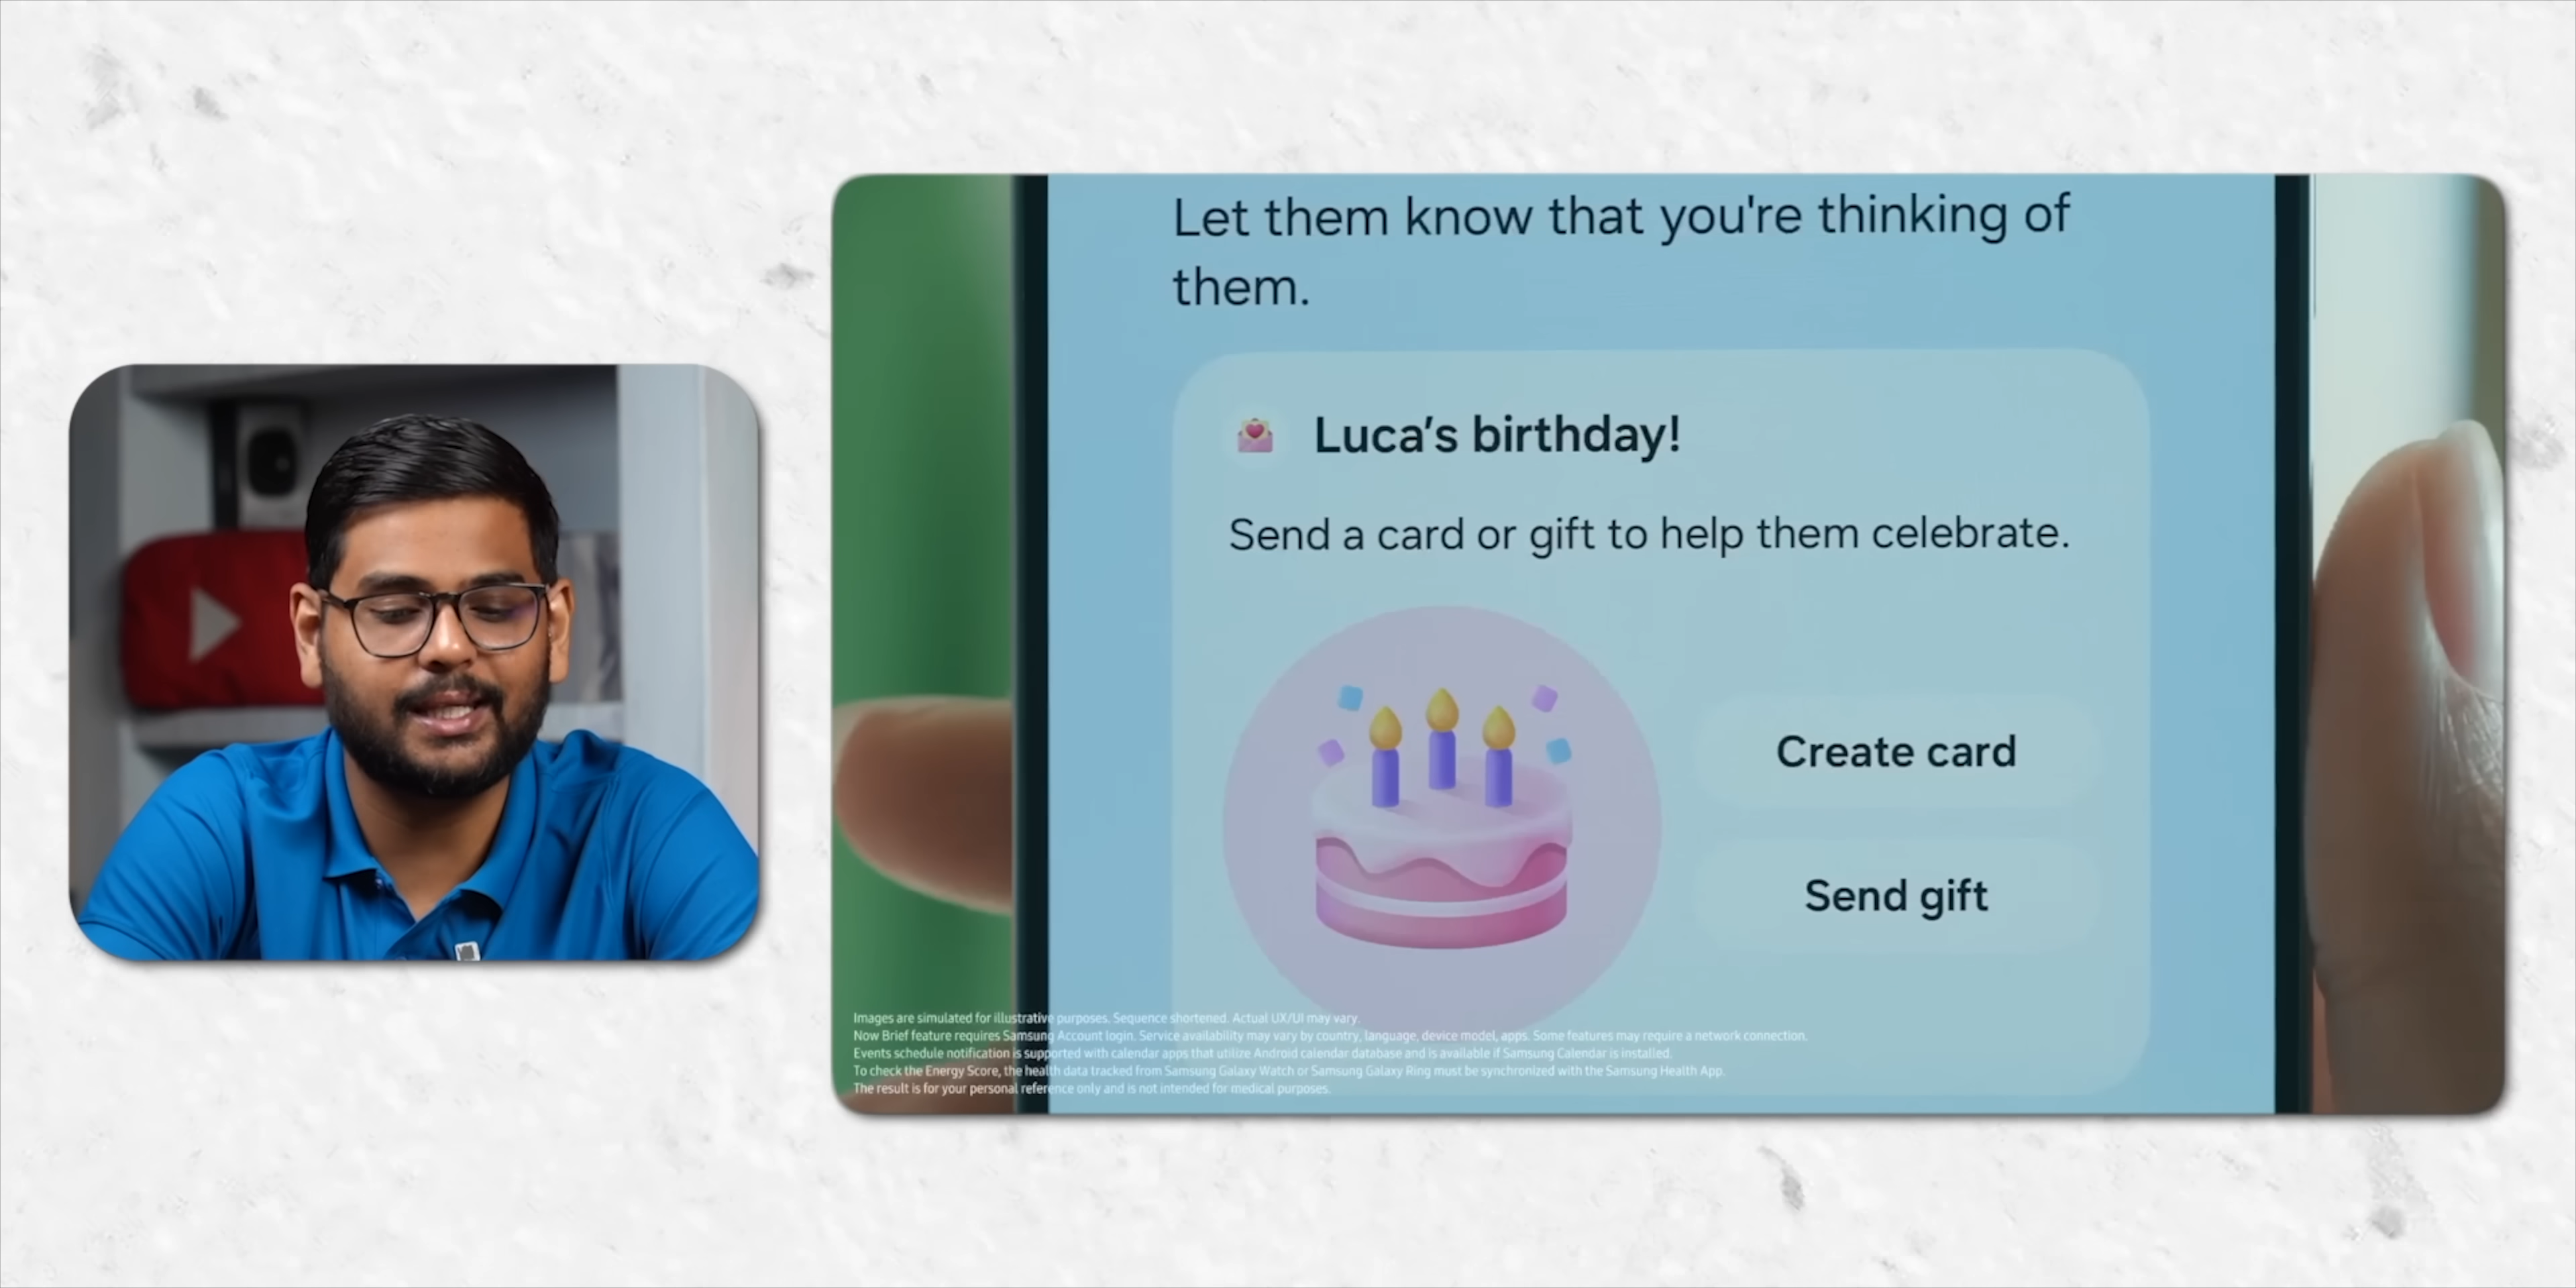 Let them know that you're thinking of
them.
Luca's birthday!
Send a card or gift to help them celebrate.
Create card
Send gift
Images are simulated for illustrative purposes. Sequence shortened. Actual UX/UI may vary.
Now Brief feature requires Samsung Account login. Service availability may vary by country, language, device model, apps. Some features may require a network connection.
Events schedule notification is supported with calendar apps that utilize Android calendar database and is available if Samsung Calendar is installed.
To check the Energy Score, the health data tracked from Samsung Galaxy Watch or Samsung Galaxy Ring must be synchronized with the Samsung Health App.
The result is for your personal reference only and is not intended for medical purposes.